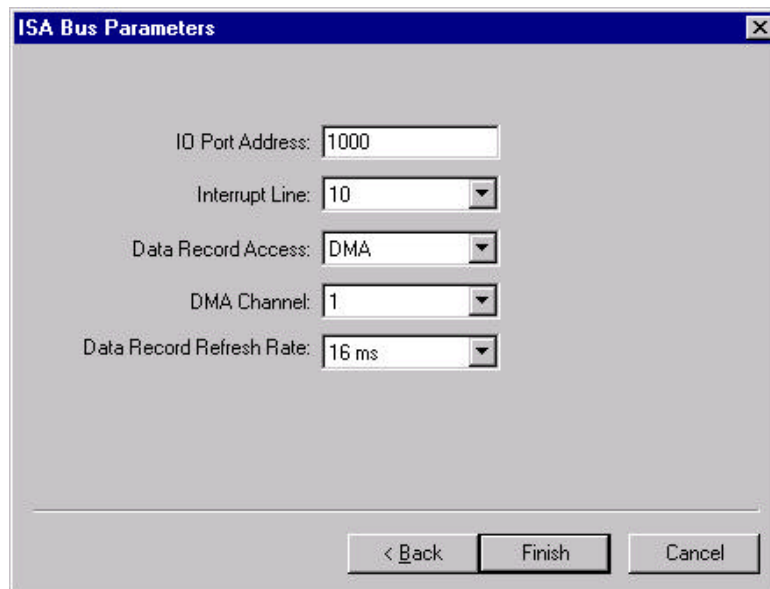 ISA Bus Parameters
IO Port Address: 1000
Interrupt Line: 10
Data Record Access: DMA
DMA Channel: 1
Data Record Refresh Rate: 16 ms
< Back Finish Cancel